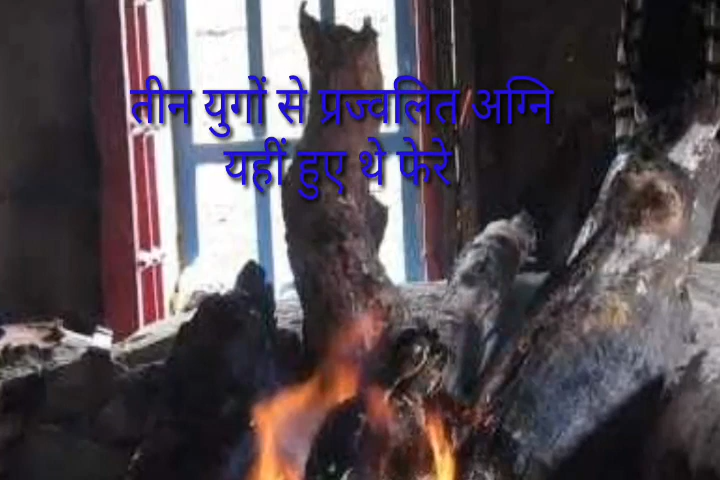 तीन युगों से प्रज्वलित अग्नि
यहीं हुए थे फेरे